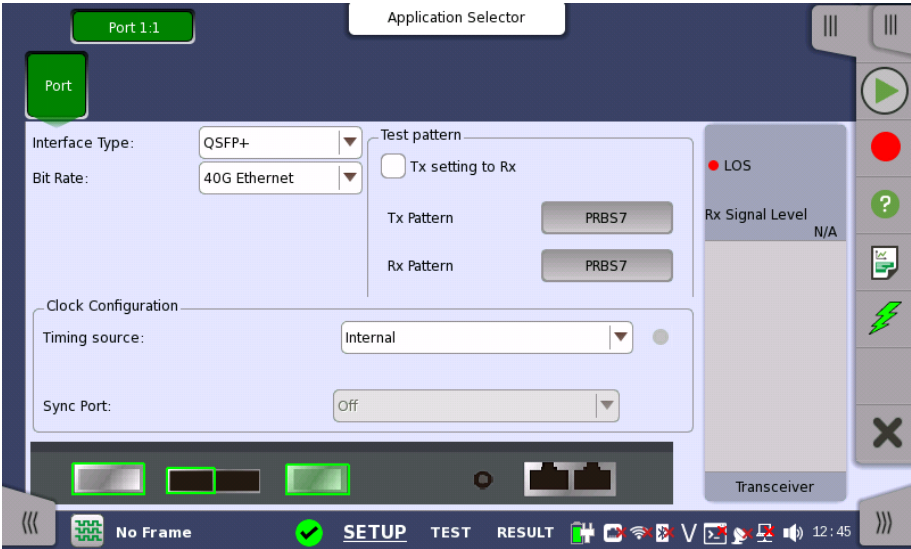 Port 1:1
Application Selector
Port
Interface Type:
QSFP+
Bit Rate:
40G Ethernet
Test pattern
Tx setting to Rx
Tx Pattern
PRBS7
Rx Pattern
PRBS7
LOS
Rx Signal Level
N/A
Clock Configuration
Timing source:
Internal
Sync Port:
Off
Transceiver
No Frame
SETUP
TEST
RESULT
12:45